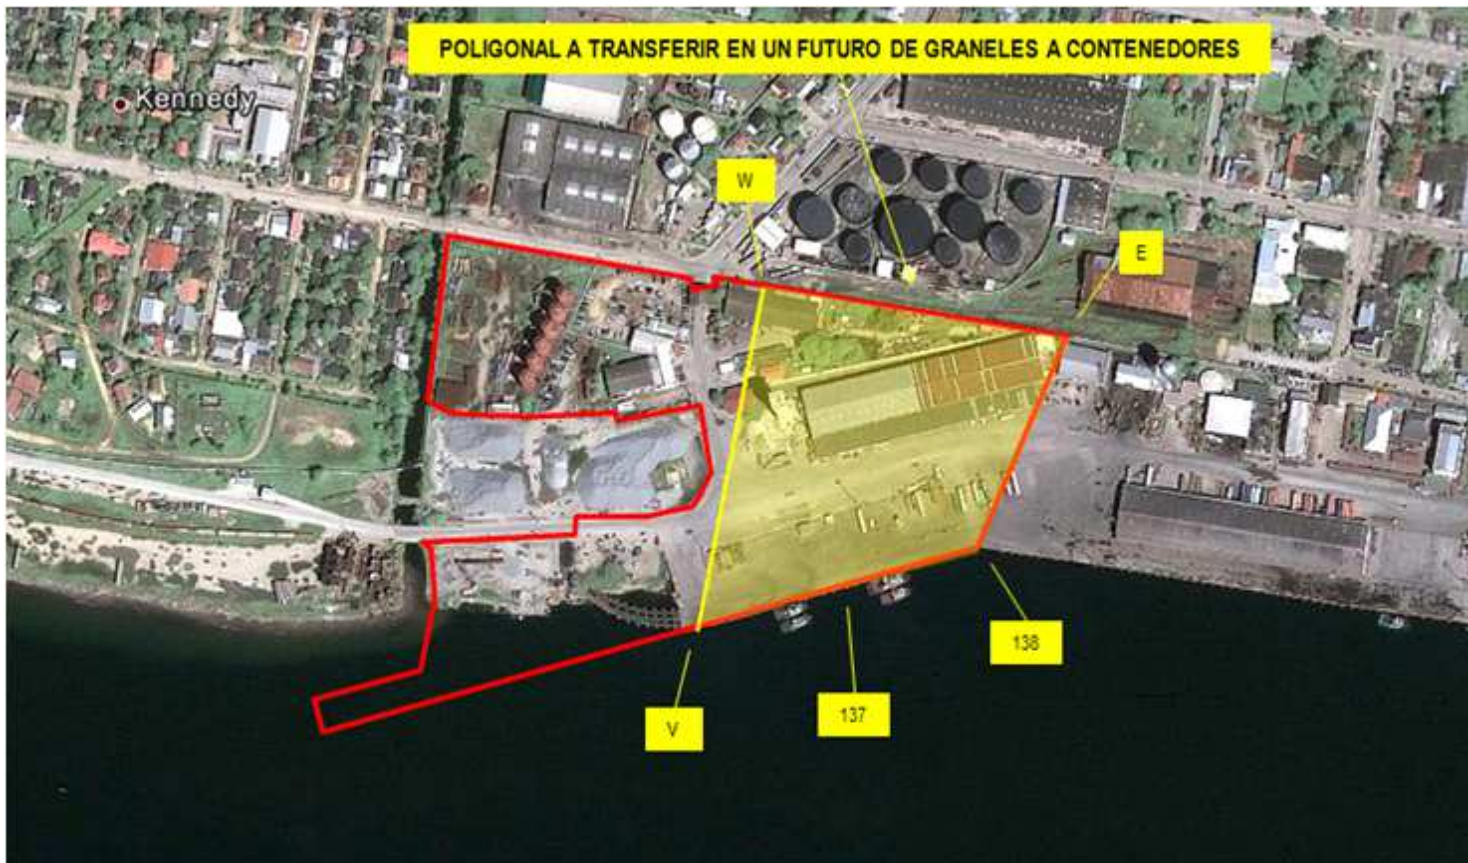 POLIGONAL A TRANSFERIR EN UN FUTURO DE GRANELES A CONTENEDORES
Kennedy
W
E
138
137
V